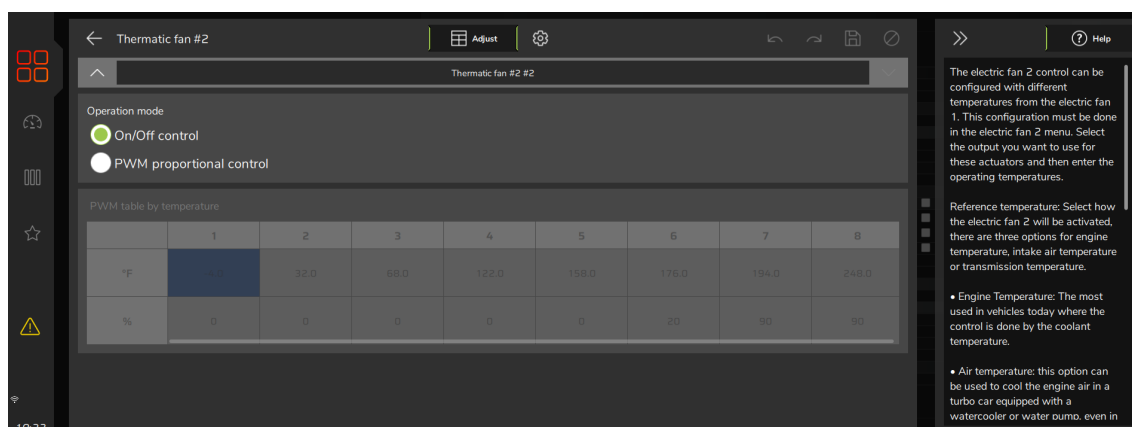 Thermatic fan #2
Adjust
Help
Thermatic fan #2 #2
Operation mode
On/Off control
PWM proportional control
PWM table by temperature
1 2 3 4 5 6 7 8
°F 4.0 32.0 68.0 122.0 158.0 176.0 194.0 248.0
% 0 0 0 0 0 20 90 90
The electric fan 2 control can be
configured with different
temperatures from the electric fan
1. This configuration must be done
in the electric fan 2 menu. Select
the output you want to use for
these actuators and then enter the
operating temperatures.
Reference temperature: Select how
the electric fan 2 will be activated,
there are three options for engine
temperature, intake air temperature
or transmission temperature.
• Engine Temperature: The most
used in vehicles today where the
control is done by the coolant
temperature.
• Air temperature: this option can
be used to cool the engine air in a
turbo car equipped with a
watercooler or water pump, even in